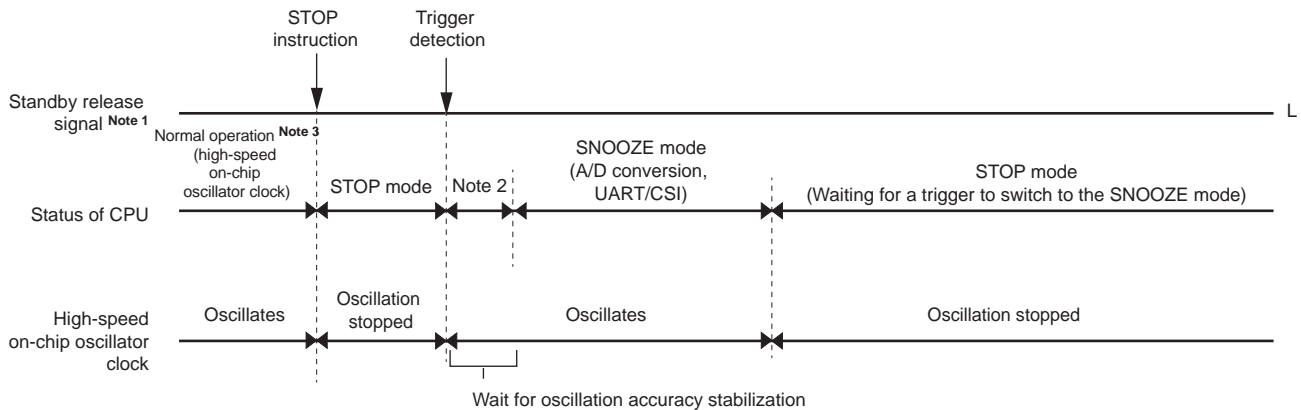 STOP
instruction
Trigger
detection
Standby release
signal Note 1
L
Normal operation Note 3
(high-speed
on-chip
oscillator clock)
STOP mode
Note 2
SNOOZE mode
(A/D conversion,
UART/CSI)
STOP mode
(Waiting for a trigger to switch to the SNOOZE mode)
Status of CPU
High-speed
on-chip oscillator
clock
Oscillates
Oscillation
stopped
Oscillates
Oscillation stopped
Wait for oscillation accuracy stabilization